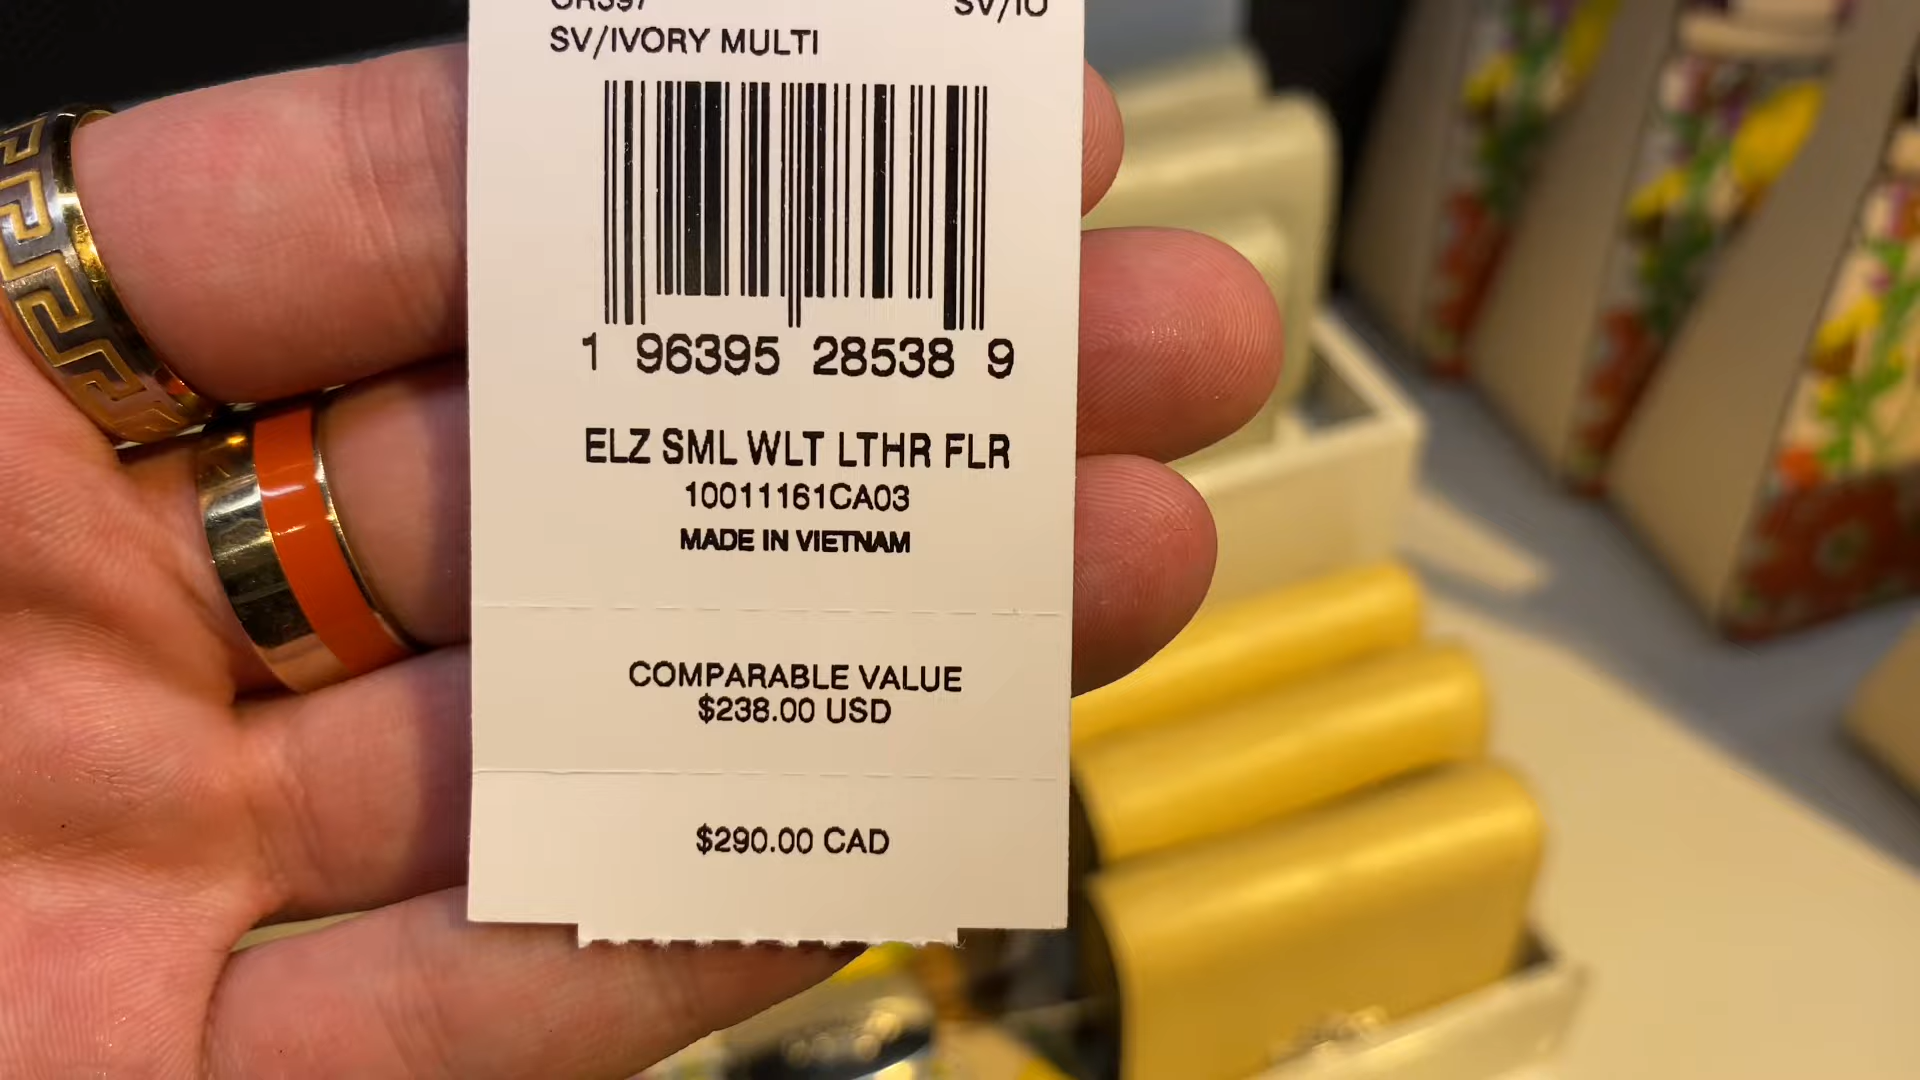 SV/IVORY MULTI
1 96395 28538 9
ELZ SML WLT LTHR FLR
10011161CA03
MADE IN VIETNAM
COMPARABLE VALUE
$238.00 USD
$290.00 CAD